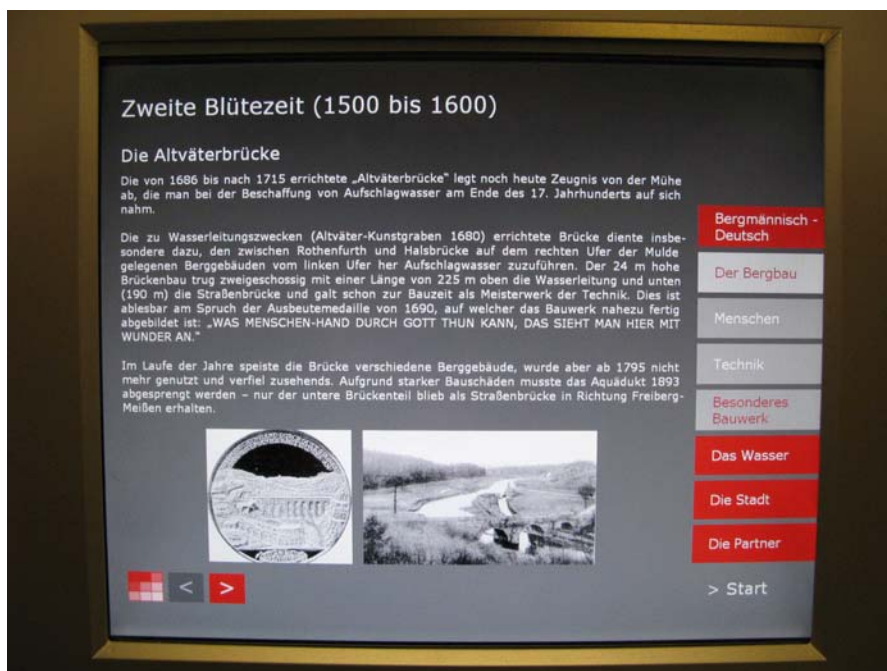 Zweite Blütezeit (1500 bis 1600)
Die Altväterbrücke
Die von 1686 bis nach 1715 errichtete „Altväterbrücke“ legt noch heute Zeugnis von der Mühe
ab, die man bei der Beschaffung von Aufschlagwasser am Ende des 17. Jahrhunderts auf sich
nahm.
Die zu Wasserleitungszwecken (Altväter-Kunstgraben 1680) errichtete Brücke diente insbe-
sondere dazu, den zwischen Rothenfurth und Halsbrücke auf dem rechten Ufer der Mulde
gelegenen Berggebäuden vom linken Ufer her Aufschlagwasser zuzuführen. Der 24 m hohe
Brückenbau trug zweigeschossig mit einer Länge von 225 m oben die Wasserleitung und unten
(190 m) die Straßenbrücke und galt schon zur Bauzeit als Meisterwerk der Technik. Dies ist
ablesbar am Spruch der Ausbeutemedaille von 1690, auf welcher das Bauwerk nahezu fertig
abgebildet ist: „WAS MENSCHEN-HAND DURCH GOTT THUN KANN, DAS SIEHT MAN HIER MIT
WUNDER AN.“
Im Laufe der Jahre speiste die Brücke verschiedene Berggebäude, wurde aber ab 1795 nicht
mehr genutzt und verfiel zusehends. Aufgrund starker Bauschäden musste das Aquädukt 1893
abgesprengt werden – nur der untere Brückenteil blieb als Straßenbrücke in Richtung Freiberg-
Meißen erhalten.
Bergmännisch -
Deutsch
Der Bergbau
Menschen
Technik
Besonderes
Bauwerk
Das Wasser
Die Stadt
Die Partner
< >
> Start